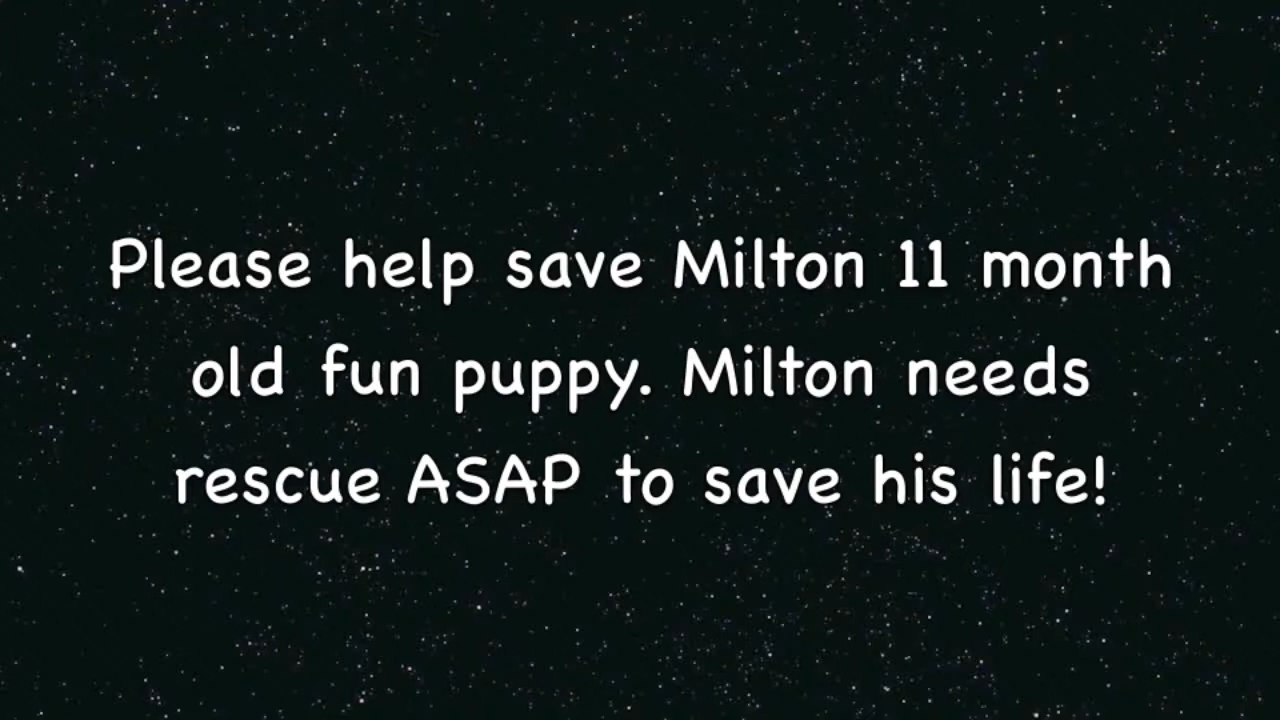 Please help save Milton 11 month
old fun puppy. Milton needs
rescue ASAP to save his life!